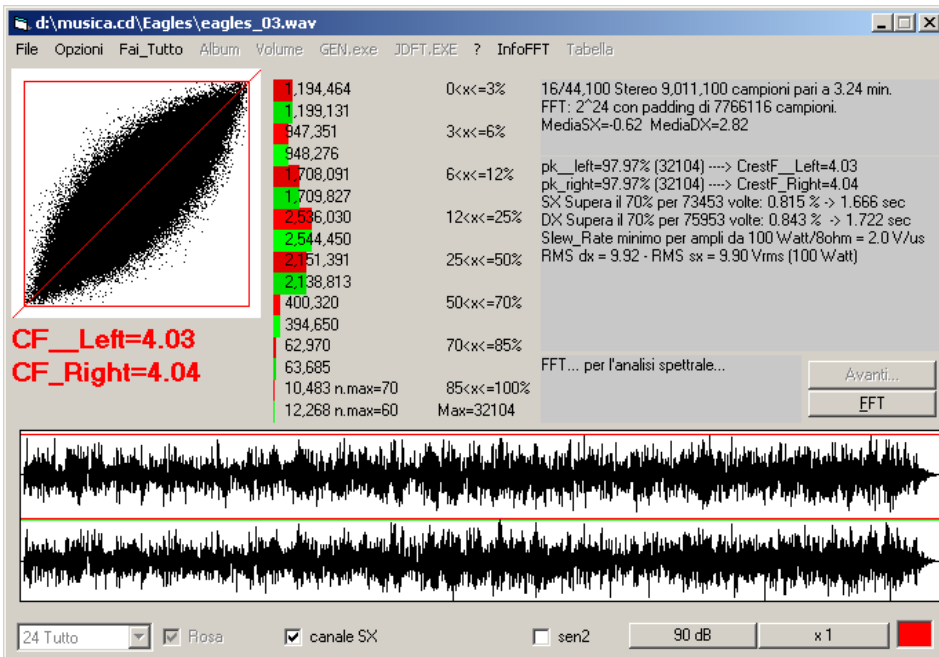 d:\musica.cd\Eagles\eagles_03.wav
File Opzioni Fai_Tutto Album Volume GEN.exe JDFT.EXE ? InfoFFT Tabella
1,194,464 0<x<=3%
1,199,131
947,351 3<x<=6%
948,276
1,708,091 6<x<=12%
1,709,827
2,536,030 12<x<=25%
2,544,450
2,151,391 25<x<=50%
2,138,813
400,320 50<x<=70%
394,650
62,970 70<x<=85%
63,685
10,483 n.max=70 85<x<=100%
12,268 n.max=60 Max=32104
16/44,100 Stereo 9,011,100 campioni pari a 3.24 min.
FFT: 2^24 con padding di 7766116 campioni.
MediaSX=-0.62 MediaDX=2.82
pk__left=97.97% (32104) ----> CrestF__Left=4.03
pk_right=97.97% (32104) ----> CrestF_Right=4.04
SX Supera il 70% per 73453 volte: 0.815 % -> 1.666 sec
DX Supera il 70% per 75953 volte: 0.843 % -> 1.722 sec
Slew_Rate minimo per ampli da 100 Watt/8ohm = 2.0 V/us
RMS dx = 9.92 - RMS sx = 9.90 Vrms (100 Watt)
CF__Left=4.03
CF_Right=4.04
FFT... per l'analisi spettrale...
Avanti...
FFT
24 Tutto Rosa canale SX sen2 90 dB x 1